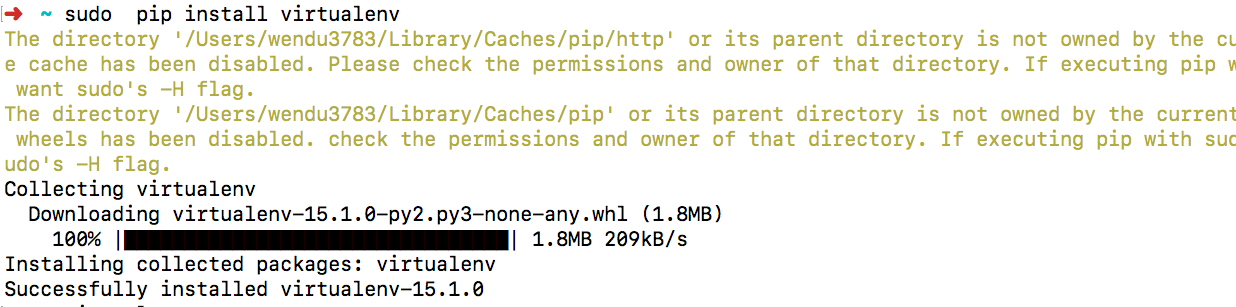 ➜ ~ sudo  pip install virtualenv
The directory '/Users/wendu3783/Library/Caches/pip/http' or its parent directory is not owned by the cu
e cache has been disabled. Please check the permissions and owner of that directory. If executing pip w
 want sudo's -H flag.
The directory '/Users/wendu3783/Library/Caches/pip' or its parent directory is not owned by the current
 wheels has been disabled. check the permissions and owner of that directory. If executing pip with sud
udo's -H flag.
Collecting virtualenv
  Downloading virtualenv-15.1.0-py2.py3-none-any.whl (1.8MB)
    100% |████████████████████████████████| 1.8MB 209kB/s
Installing collected packages: virtualenv
Successfully installed virtualenv-15.1.0